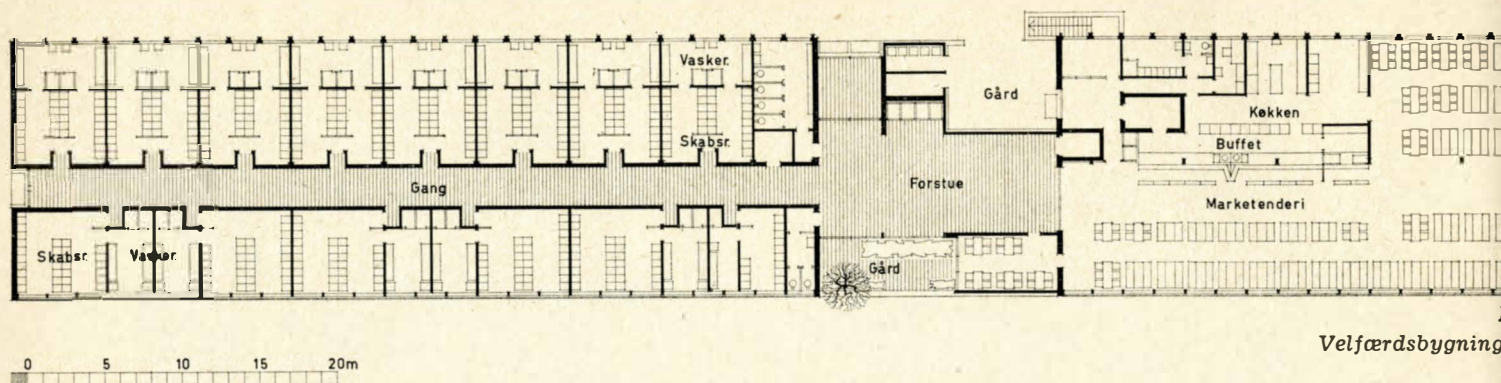 Vasker.
Gård
Køkken
Skabsr.
Buffet
Gang
Forstue
Marketenderi
Skabsr.
Vasker.
Gård
Velfærdsbygning
0 5 10 15 20m